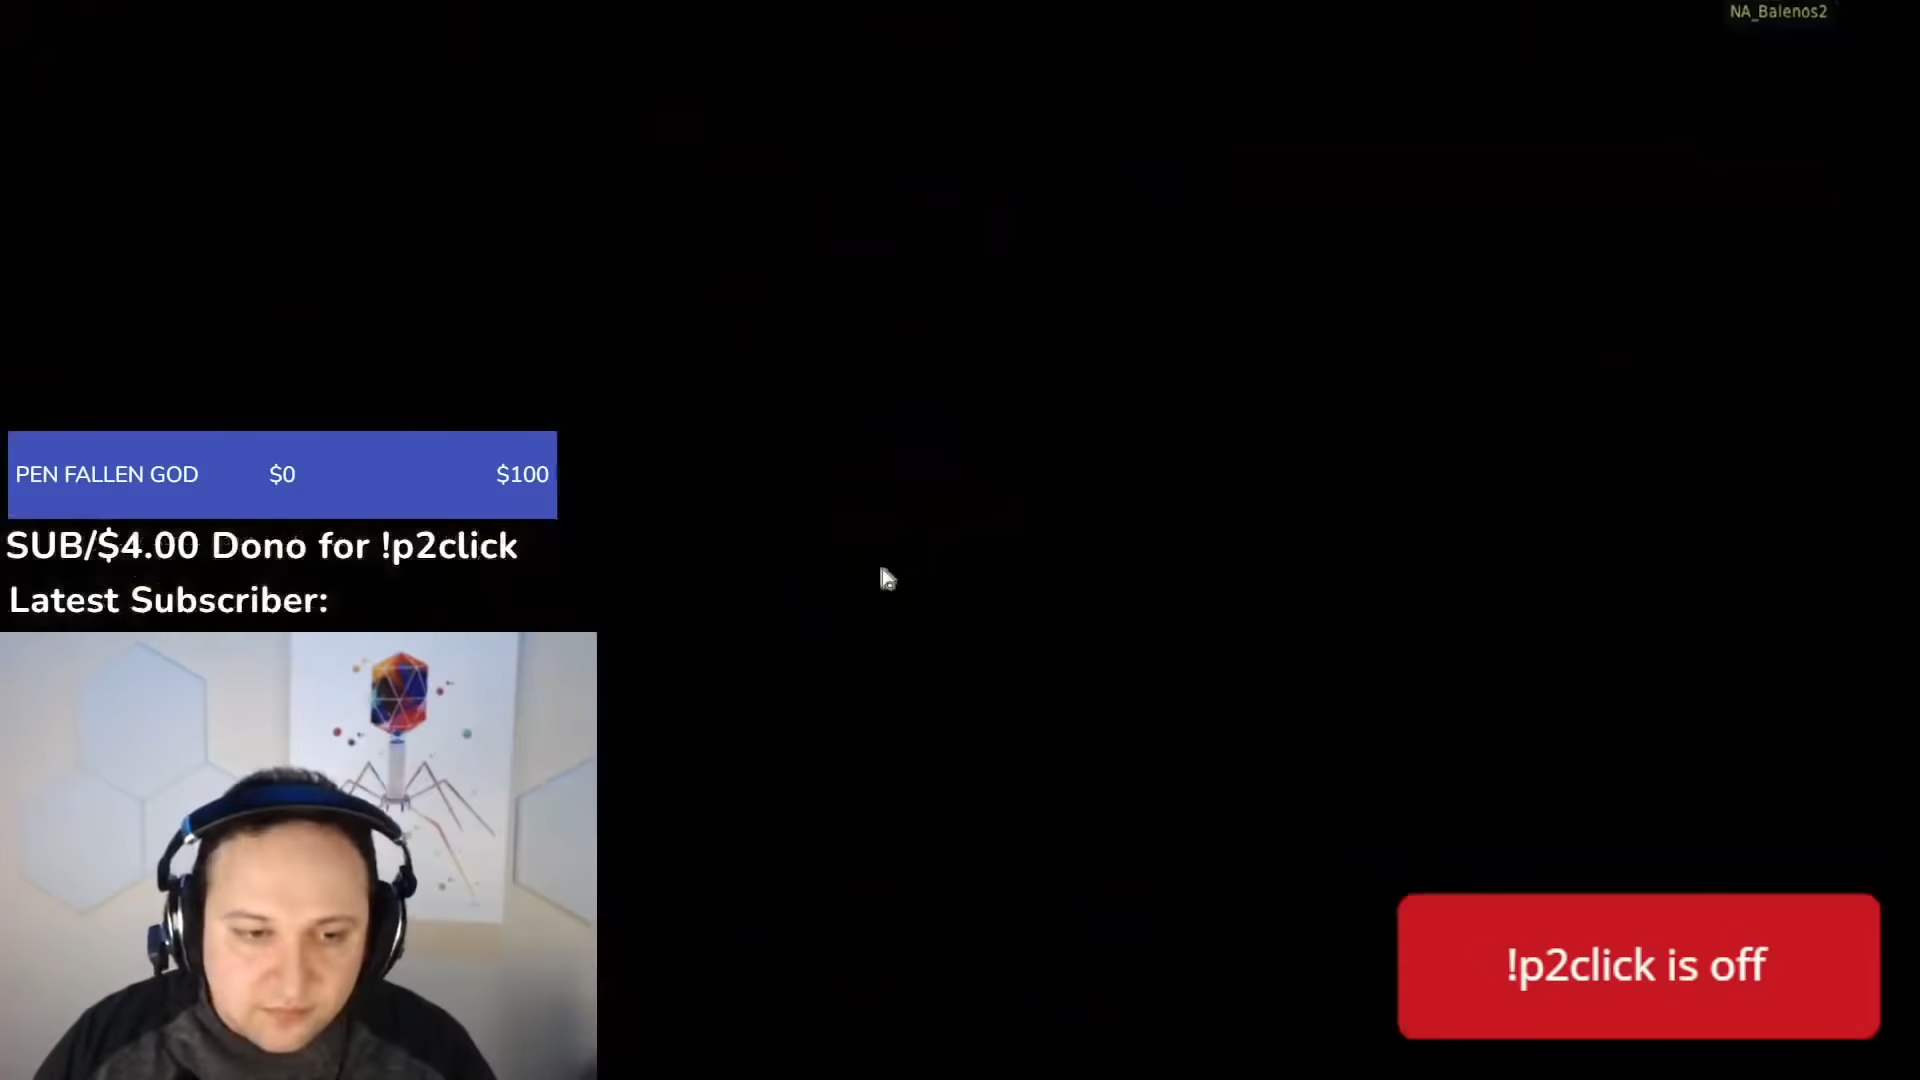 NA_Balenos2
PEN FALLEN GOD $0 $100
SUB/$4.00 Dono for !p2click
Latest Subscriber:
!p2click is off